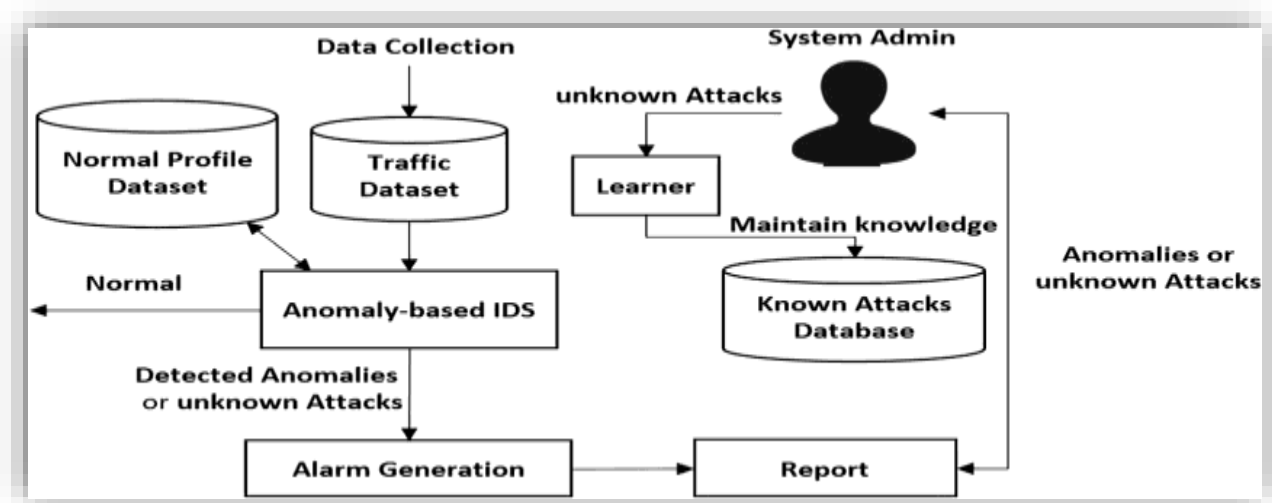 Data Collection
System Admin
unknown Attacks
Normal Profile
Dataset
Traffic
Dataset
Learner
Maintain knowledge
Anomalies or
unknown Attacks
Normal
Anomaly-based IDS
Known Attacks
Database
Detected Anomalies
or unknown Attacks
Alarm Generation
Report